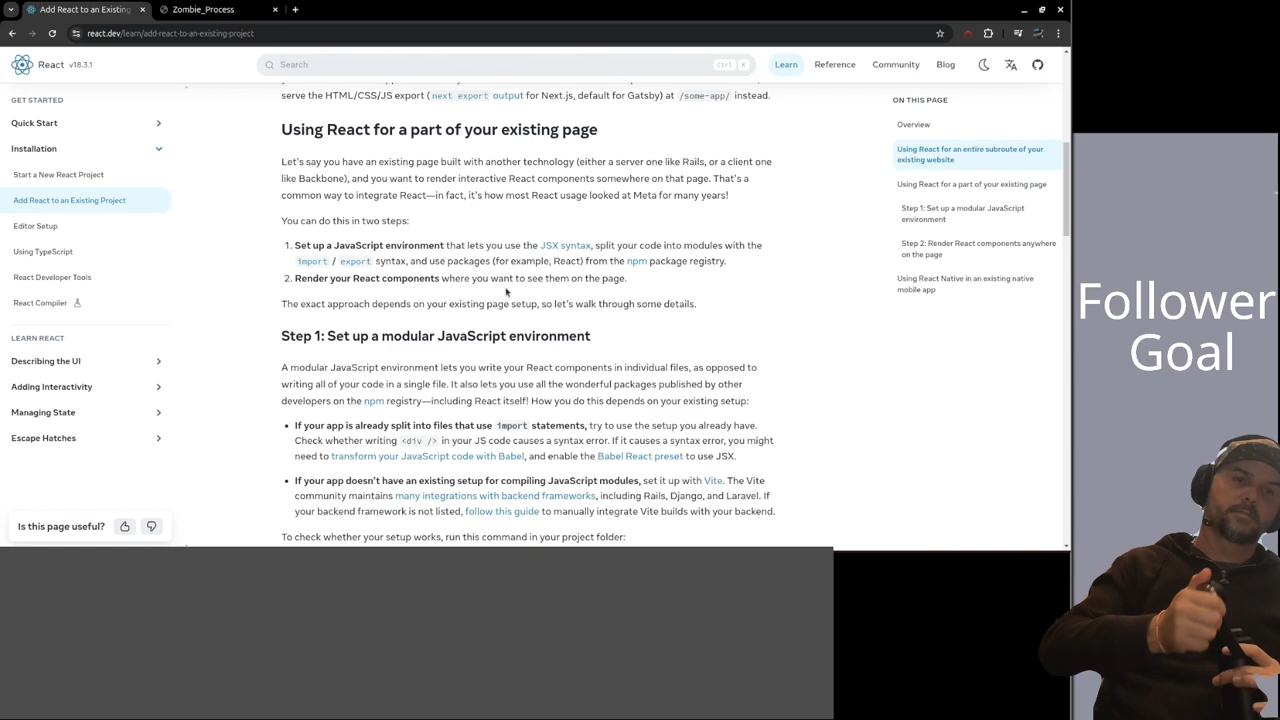 Add React to an Existing
Zombie_Process
react.dev/learn/add-react-to-an-existing-project
React v18.3.1
Search
Ctrl K
Learn
Reference
Community
Blog
GET STARTED
Quick Start
Installation
Start a New React Project
Add React to an Existing Project
Editor Setup
Using TypeScript
React Developer Tools
React Compiler
LEARN REACT
Describing the UI
Adding Interactivity
Managing State
Escape Hatches
Is this page useful?
serve the HTML/CSS/JS export (next export output for Next.js, default for Gatsby) at /some-app/ instead.
Using React for a part of your existing page
Let's say you have an existing page built with another technology (either a server one like Rails, or a client one
like Backbone), and you want to render interactive React components somewhere on that page. That's a
common way to integrate React—in fact, it's how most React usage looked at Meta for many years!
You can do this in two steps:
1. Set up a JavaScript environment that lets you use the JSX syntax, split your code into modules with the
import / export syntax, and use packages (for example, React) from the npm package registry.
2. Render your React components where you want to see them on the page.
The exact approach depends on your existing page setup, so let's walk through some details.
Step 1: Set up a modular JavaScript environment
A modular JavaScript environment lets you write your React components in individual files, as opposed to
writing all of your code in a single file. It also lets you use all the wonderful packages published by other
developers on the npm registry—including React itself! How you do this depends on your existing setup:
• If your app is already split into files that use import statements, try to use the setup you already have.
Check whether writing <div /> in your JS code causes a syntax error. If it causes a syntax error, you might
need to transform your JavaScript code with Babel, and enable the Babel React preset to use JSX.
• If your app doesn't have an existing setup for compiling JavaScript modules, set it up with Vite. The Vite
community maintains many integrations with backend frameworks, including Rails, Django, and Laravel. If
your backend framework is not listed, follow this guide to manually integrate Vite builds with your backend.
To check whether your setup works, run this command in your project folder:
ON THIS PAGE
Overview
Using React for an entire subroute of your
existing website
Using React for a part of your existing page
Step 1: Set up a modular JavaScript
environment
Step 2: Render React components anywhere
on the page
Using React Native in an existing native
mobile app
Follower
Goal